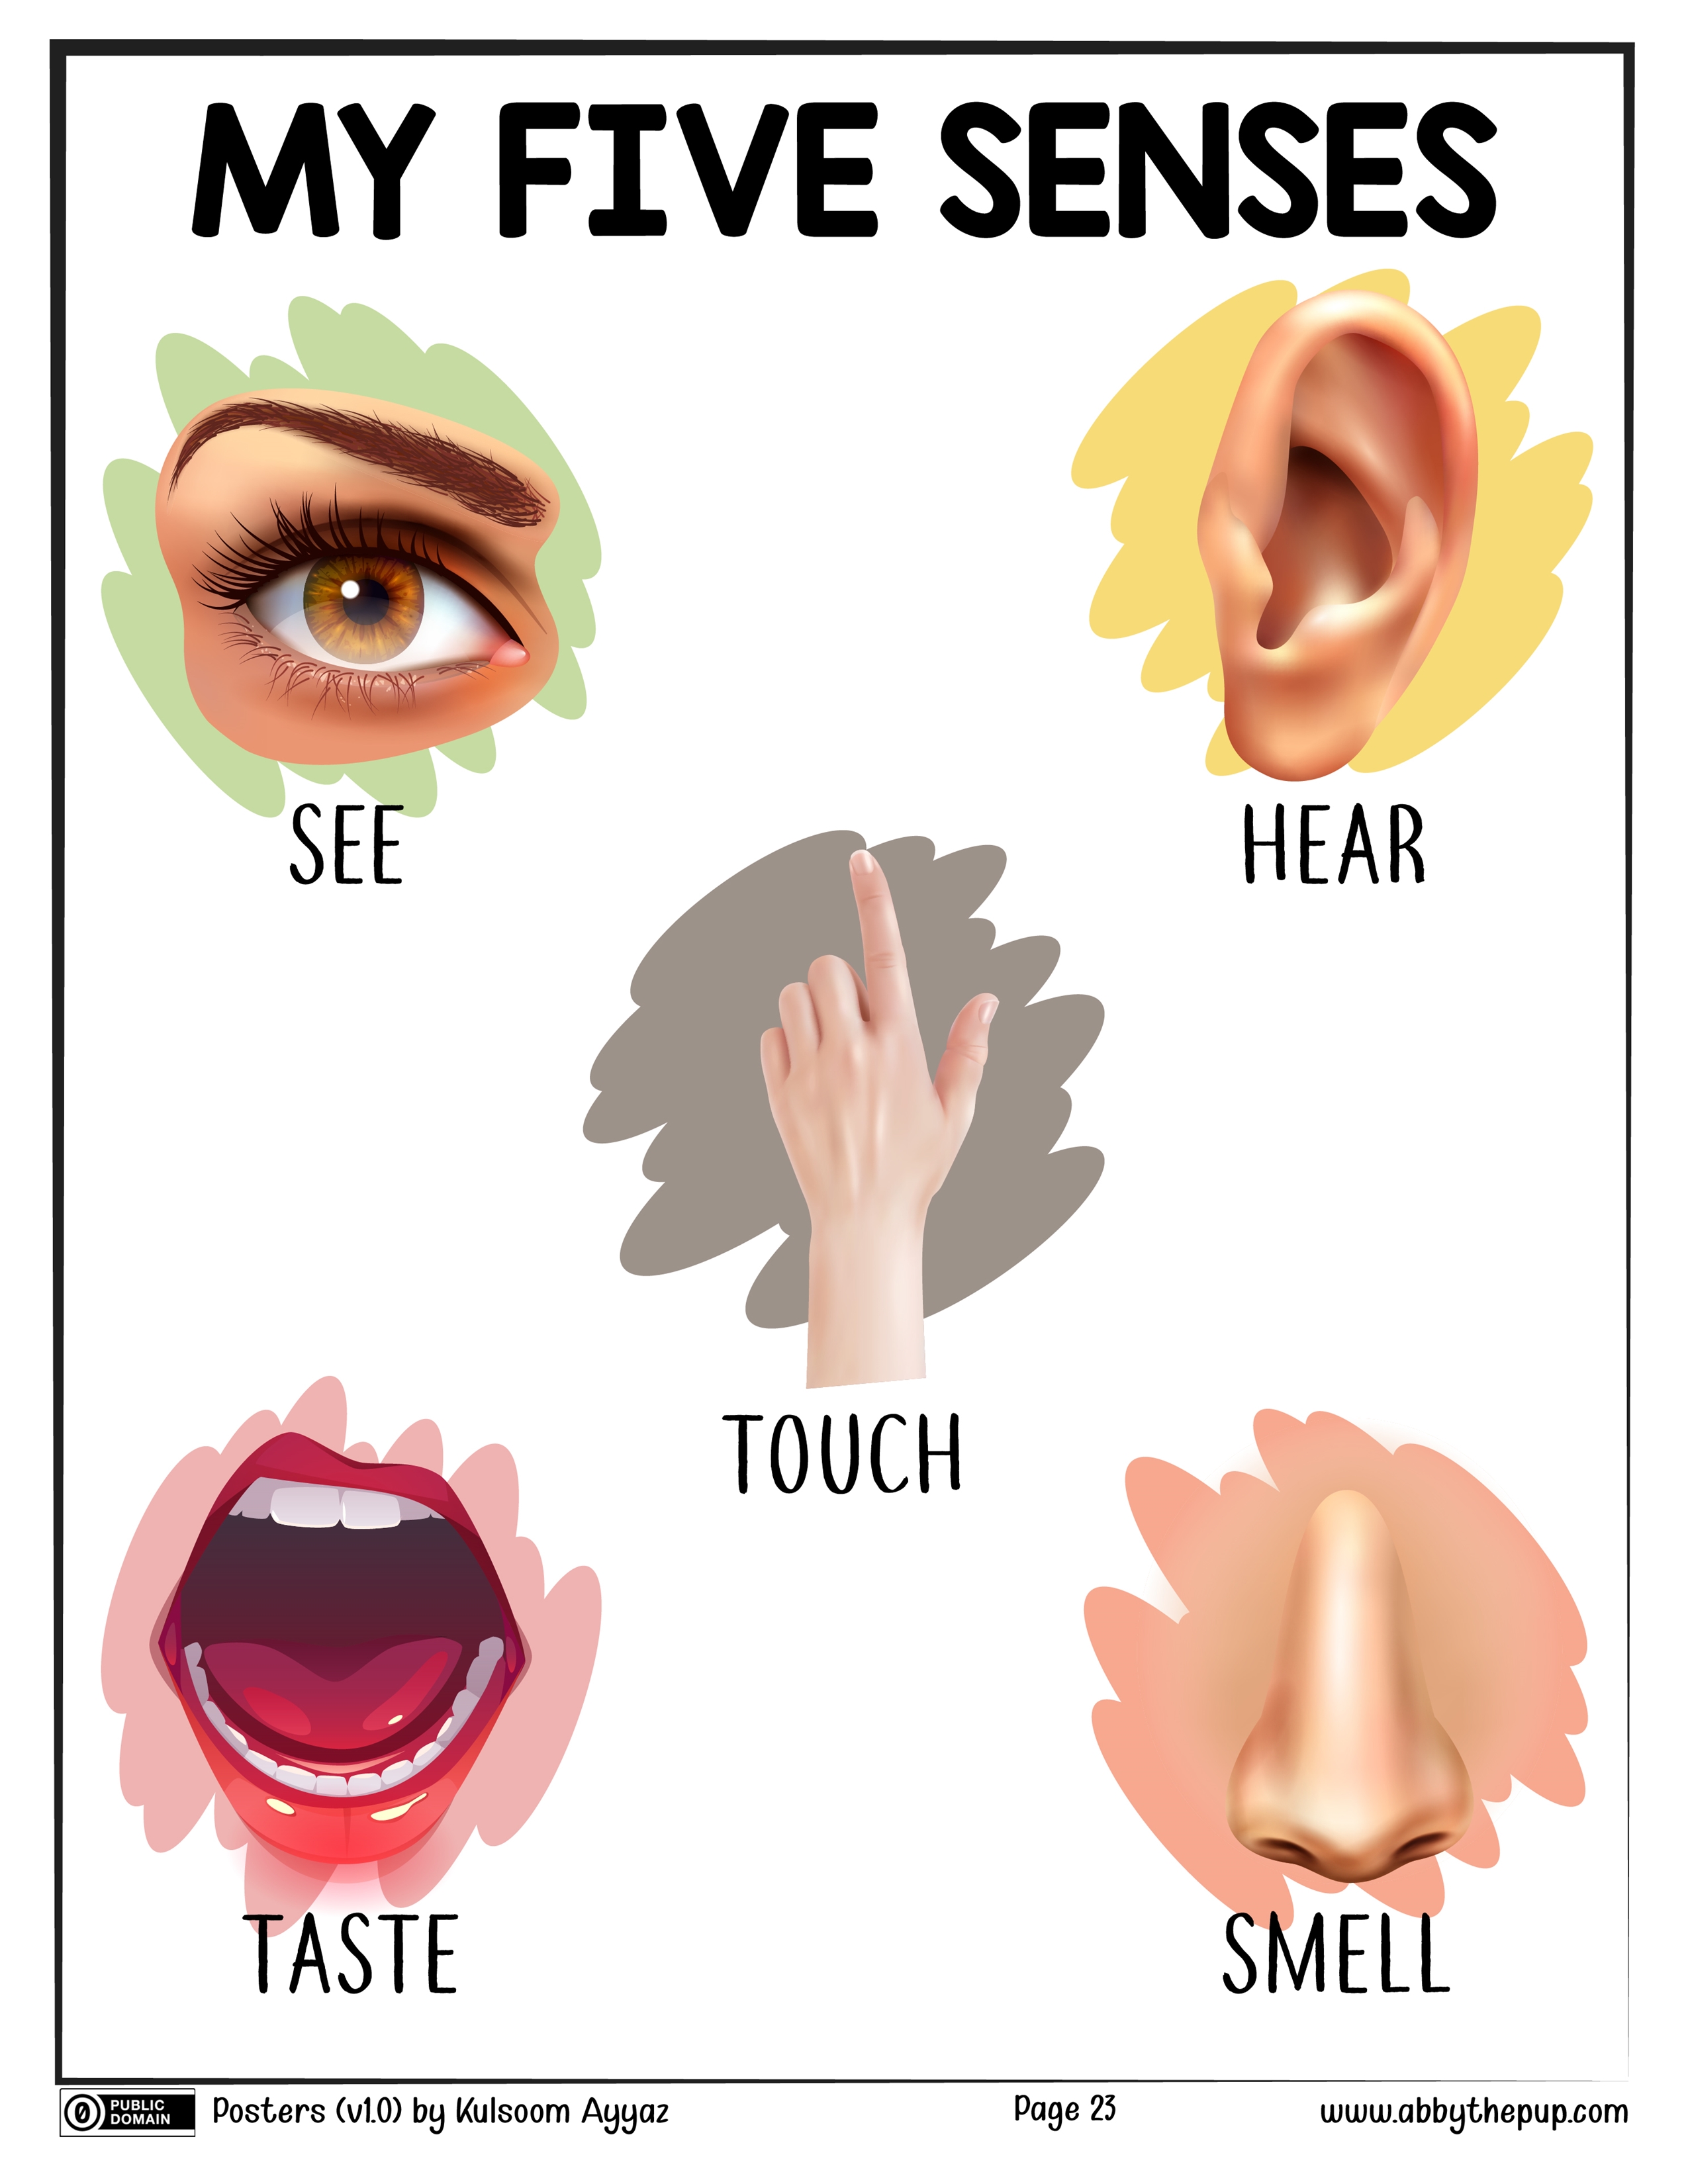 MY FIVE SENSES
SEE
HEAR
TOUCH
TASTE
SMELL
0 PUBLIC DOMAIN
Posters (v1.0) by Kulsoom Ayyaz
Page 23
www.abbythepup.com